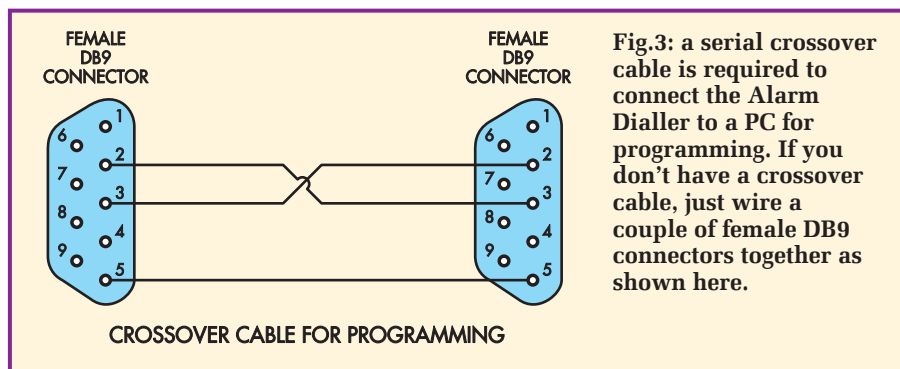 FEMALE
DB9
CONNECTOR
1
6
2
7
3
8
4
9
5
FEMALE
DB9
CONNECTOR
1
6
2
7
3
8
4
9
5
CROSSOVER CABLE FOR PROGRAMMING
Fig.3: a serial crossover
cable is required to
connect the Alarm
Dialler to a PC for
programming. If you
don’t have a crossover
cable, just wire a
couple of female DB9
connectors together as
shown here.